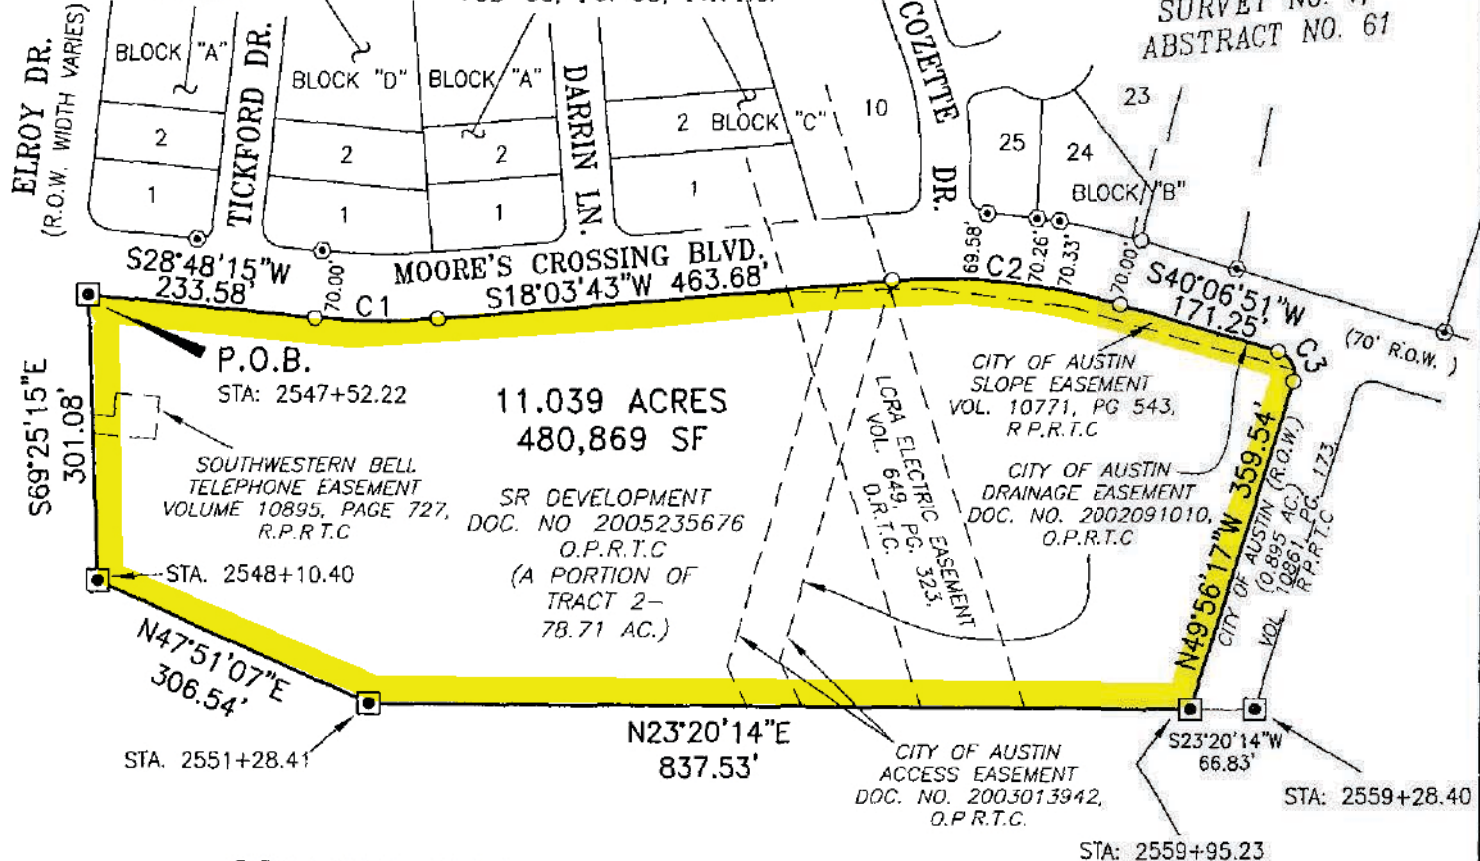 SURVEY NO.
ABSTRACT NO. 61
ELROY DR.
(R.O.W. WIDTH VARIES)
BLOCK "A"
2
1
TICKFORD DR.
BLOCK "D"
2
1
BLOCK "A"
2
1
DARRIN LN.
2 BLOCK "C"
1
10
COZETTE DR.
25
24
23
BLOCK "B"
S28°48'15"W
233.58'
70.00'
C1
MOORE'S CROSSING BLVD.
S18°03'43"W 463.68'
69.58'
C2
70.26'
70.33'
70.00'
S40°06'51"W
171.25'
C3
(70' R.O.W. )
P.O.B.
STA: 2547+52.22
S69°25'15"E
301.08'
11.039 ACRES
480,869 SF
SOUTHWESTERN BELL
TELEPHONE EASEMENT
VOLUME 10895, PAGE 727,
R.P.R T.C
SR DEVELOPMENT
DOC. NO 2005235676
O.P.R.T.C
(A PORTION OF
TRACT 2-
78.71 AC.)
LCRA ELECTRIC EASEMENT
VOL. 649, PG. 323,
D.R.T.C.
CITY OF AUSTIN
SLOPE EASEMENT
VOL. 10771, PG 543,
R P.R.T.C
CITY OF AUSTIN
DRAINAGE EASEMENT
DOC. NO. 2002091010,
O.P.R.T.C
N49°56'17"W 359.54'
CITY OF AUSTIN (R.O.W.)
(0.895 AC.)
VOL 10861, PG. 173,
R P.R.T.C
STA. 2548+10.40
N47°51'07"E
306.54'
STA. 2551+28.41
N23°20'14"E
837.53'
CITY OF AUSTIN
ACCESS EASEMENT
DOC. NO. 2003013942,
O.P R.T.C.
S23°20'14"W
66.83'
STA: 2559+28.40
STA: 2559+95.23